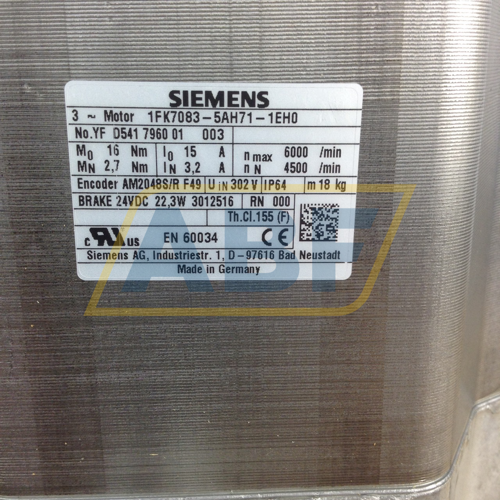 SIEMENS
3 ~ Motor 1FK7083-5AH71-1EH0
No.YF D541 7960 01 003
M0 16 Nm I0 15 A n max 6000 /min
MN 2,7 Nm IN 3,2 A n N 4500 /min
Encoder AM2048S/R F49 U IN 302 V IP64 m 18 kg
BRAKE 24VDC 22,3W 3012516 RN 000
Th.Cl.155 (F)
c UL us EN 60034 CE
Siemens AG, Industriestr. 1, D-97616 Bad Neustadt
Made in Germany
ABF